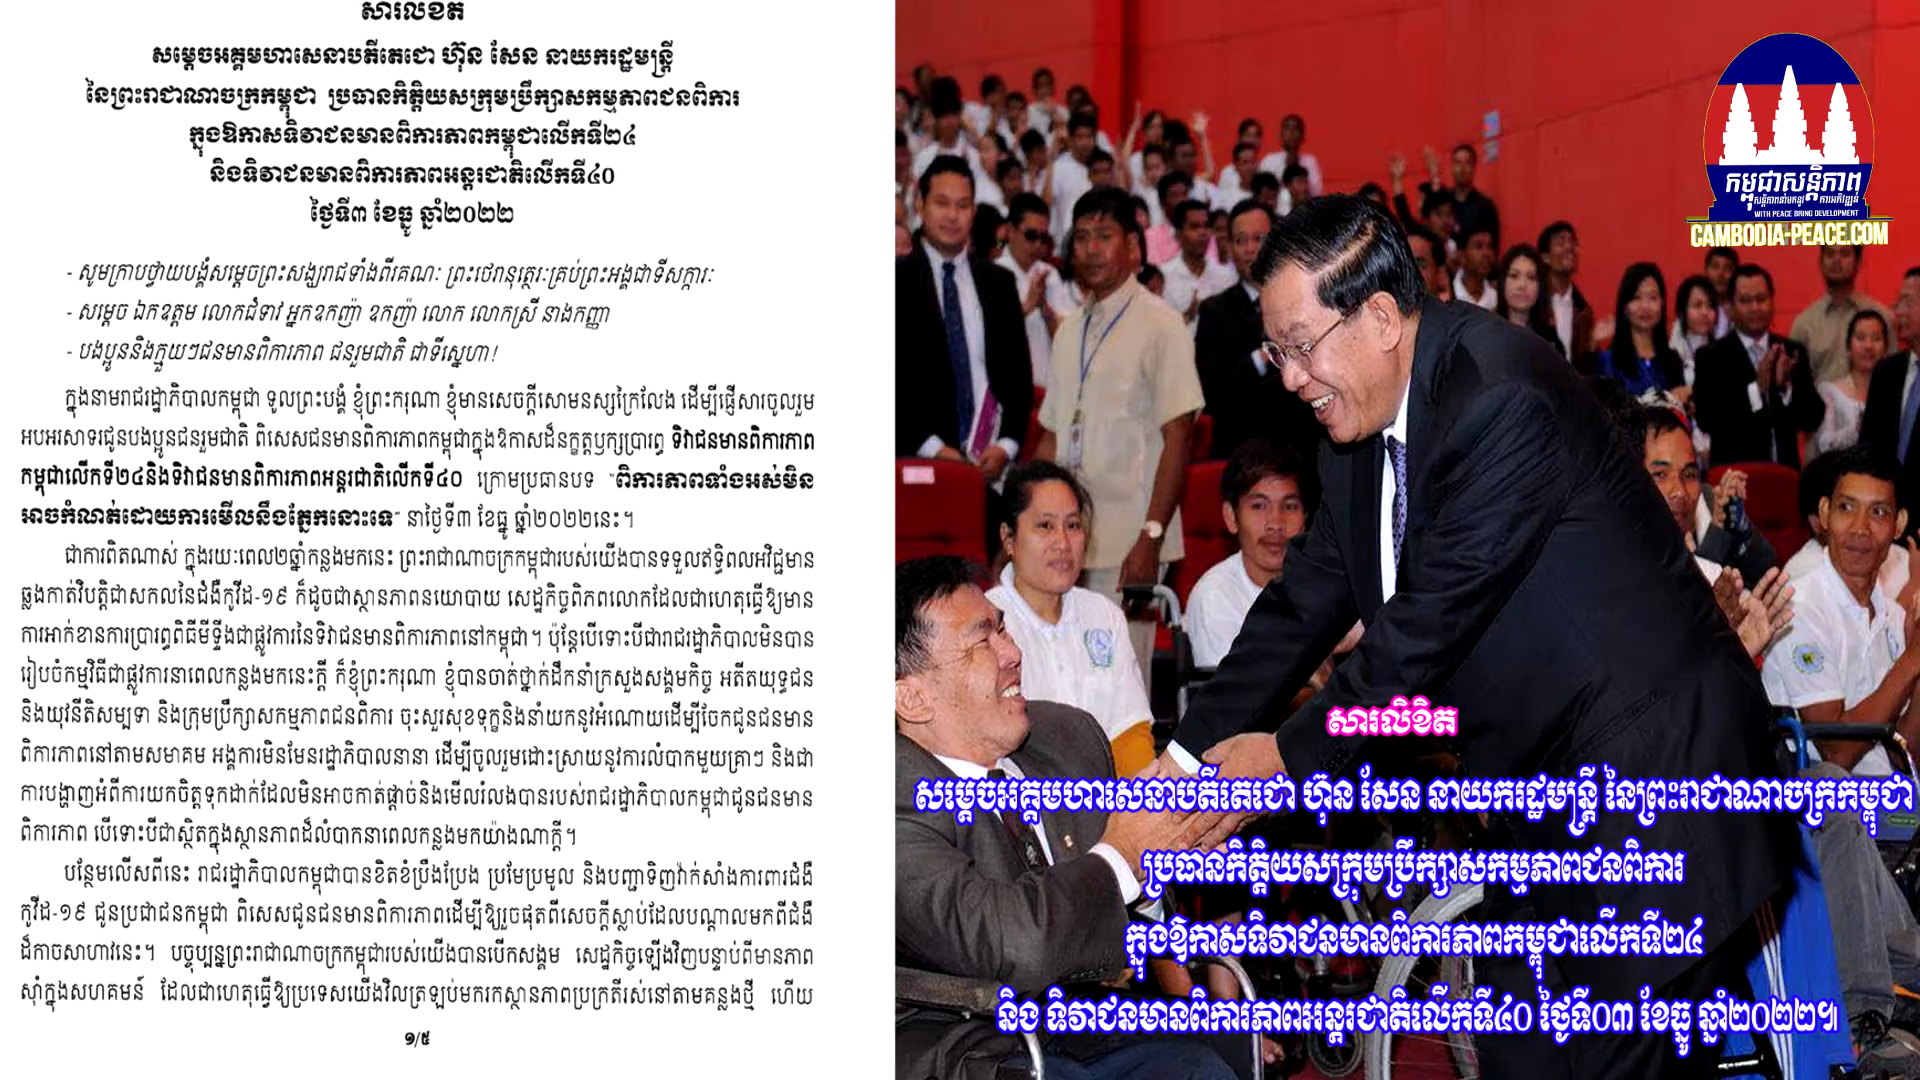 សារលិខិត
សម្តេចអគ្គមហាសេនាបតីតេជោ ហ៊ុន សែន នាយករដ្ឋមន្ត្រី
នៃព្រះរាជាណាចក្រកម្ពុជា ប្រធានកិត្តិយសក្រុមប្រឹក្សាសកម្មភាពជនពិការ
ក្នុងឱកាសទិវាជនមានពិការភាពកម្ពុជាលើកទី២៤
និងទិវាជនមានពិការភាពអន្តរជាតិលើកទី៤០
ថ្ងៃទី៣ ខែធ្នូ ឆ្នាំ២០២២
- សូមក្រាបថ្វាយបង្គំសម្តេចព្រះសង្ឃរាជទាំងពីរគណៈ ព្រះថេរានុត្ថេរៈគ្រប់ព្រះអង្គជាទីសក្ការៈ
- សម្តេច ឯកឧត្តម លោកជំទាវ អ្នកឧកញ៉ា ឧកញ៉ា លោក លោកស្រី នាងកញ្ញា
- បងប្អូននិងក្មួយៗជនមានពិការភាព ជនរួមជាតិ ជាទីស្នេហា!
ក្នុងនាមរាជរដ្ឋាភិបាលកម្ពុជា ទូលព្រះបង្គំ ខ្ញុំព្រះករុណា ខ្ញុំមានសេចក្តីសោមនស្សក្រៃលែង ដើម្បីផ្ញើសារចូលរួម
អបអរសាទរជូនបងប្អូនជនរួមជាតិ ពិសេសជនមានពិការភាពកម្ពុជាក្នុងឱកាសដ៏នក្ខត្តឫក្សប្រារព្ធ ទិវាជនមានពិការភាព
កម្ពុជាលើកទី២៤និងទិវាជនមានពិការភាពអន្តរជាតិលើកទី៤០ ក្រោមប្រធានបទ "ពិការភាពទាំងអស់មិន
អាចកំណត់ដោយការមើលនឹងភ្នែកនោះទេ" នាថ្ងៃទី៣ ខែធ្នូ ឆ្នាំ២០២២នេះ។
ជាការពិតណាស់ ក្នុងរយៈពេល២ឆ្នាំកន្លងមកនេះ ព្រះរាជាណាចក្រកម្ពុជារបស់យើងបានទទួលឥទ្ធិពលអវិជ្ជមាន
ឆ្លងកាត់វិបត្តិជាសកលនៃជំងឺកូវីដ-១៩ ក៏ដូចជាស្ថានភាពនយោបាយ សេដ្ឋកិច្ចពិភពលោកដែលជាហេតុធ្វើឱ្យមាន
ការអាក់ខានការប្រារព្ធពិធីមីទ្ទីងជាផ្លូវការនៃទិវាជនមានពិការភាពនៅកម្ពុជា។ ប៉ុន្តែបើទោះបីជារាជរដ្ឋាភិបាលមិនបាន
រៀបចំកម្មវិធីជាផ្លូវការនាពេលកន្លងមកនេះក្តី ក៏ខ្ញុំព្រះករុណា ខ្ញុំបានចាត់ថ្នាក់ដឹកនាំក្រសួងសង្គមកិច្ច អតីតយុទ្ធជន
និងយុវនីតិសម្បទា និងក្រុមប្រឹក្សាសកម្មភាពជនពិការ ចុះសួរសុខទុក្ខនិងនាំយកនូវអំណោយដើម្បីចែកជូនជនមាន
ពិការភាពនៅតាមសមាគម អង្គការមិនមែនរដ្ឋាភិបាលនានា ដើម្បីចូលរួមដោះស្រាយនូវការលំបាកមួយគ្រាៗ និងជា
ការបង្ហាញអំពីការយកចិត្តទុកដាក់ដែលមិនអាចកាត់ផ្តាច់និងមើលរំលងបានរបស់រាជរដ្ឋាភិបាលកម្ពុជាជូនជនមាន
ពិការភាព បើទោះបីជាស្ថិតក្នុងស្ថានភាពដ៏លំបាកនាពេលកន្លងមកយ៉ាងណាក្តី។
បន្ថែមលើសពីនេះ រាជរដ្ឋាភិបាលកម្ពុជាបានខិតខំប្រឹងប្រែង ប្រមែប្រមូល និងបញ្ជាទិញវ៉ាក់សាំងការពារជំងឺ
កូវីដ-១៩ ជូនប្រជាជនកម្ពុជា ពិសេសជូនជនមានពិការភាពដើម្បីឱ្យរួចផុតពីសេចក្តីស្លាប់ដែលបណ្តាលមកពីជំងឺ
ដ៏កាចសាហាវនេះ។ បច្ចុប្បន្នព្រះរាជាណាចក្រកម្ពុជារបស់យើងបានបើកសង្គម សេដ្ឋកិច្ចឡើងវិញបន្ទាប់ពីមានភាព
ស៊ាំក្នុងសហគមន៍ ដែលជាហេតុធ្វើឱ្យប្រទេសយើងវិលត្រឡប់មករកស្ថានភាពប្រក្រតីរស់នៅតាមគន្លងថ្មី ហើយ
១/៥
កម្ពុជាសន្តិភាព
សន្តិភាពនាំមកនូវ ការអភិវឌ្ឍន៍
WITH PEACE BRING DEVELOPMENT
CAMBODIA-PEACE.COM
សារលិខិត
សម្តេចអគ្គមហាសេនាបតីតេជោ ហ៊ុន សែន នាយករដ្ឋមន្ត្រី នៃព្រះរាជាណាចក្រកម្ពុជា
ប្រធានកិត្តិយសក្រុមប្រឹក្សាសកម្មភាពជនពិការ
ក្នុងឱកាសទិវាជនមានពិការភាពកម្ពុជាលើកទី២៤
និង ទិវាជនមានពិការភាពអន្តរជាតិលើកទី៤០ ថ្ងៃទី០៣ ខែធ្នូ ឆ្នាំ២០២២៕